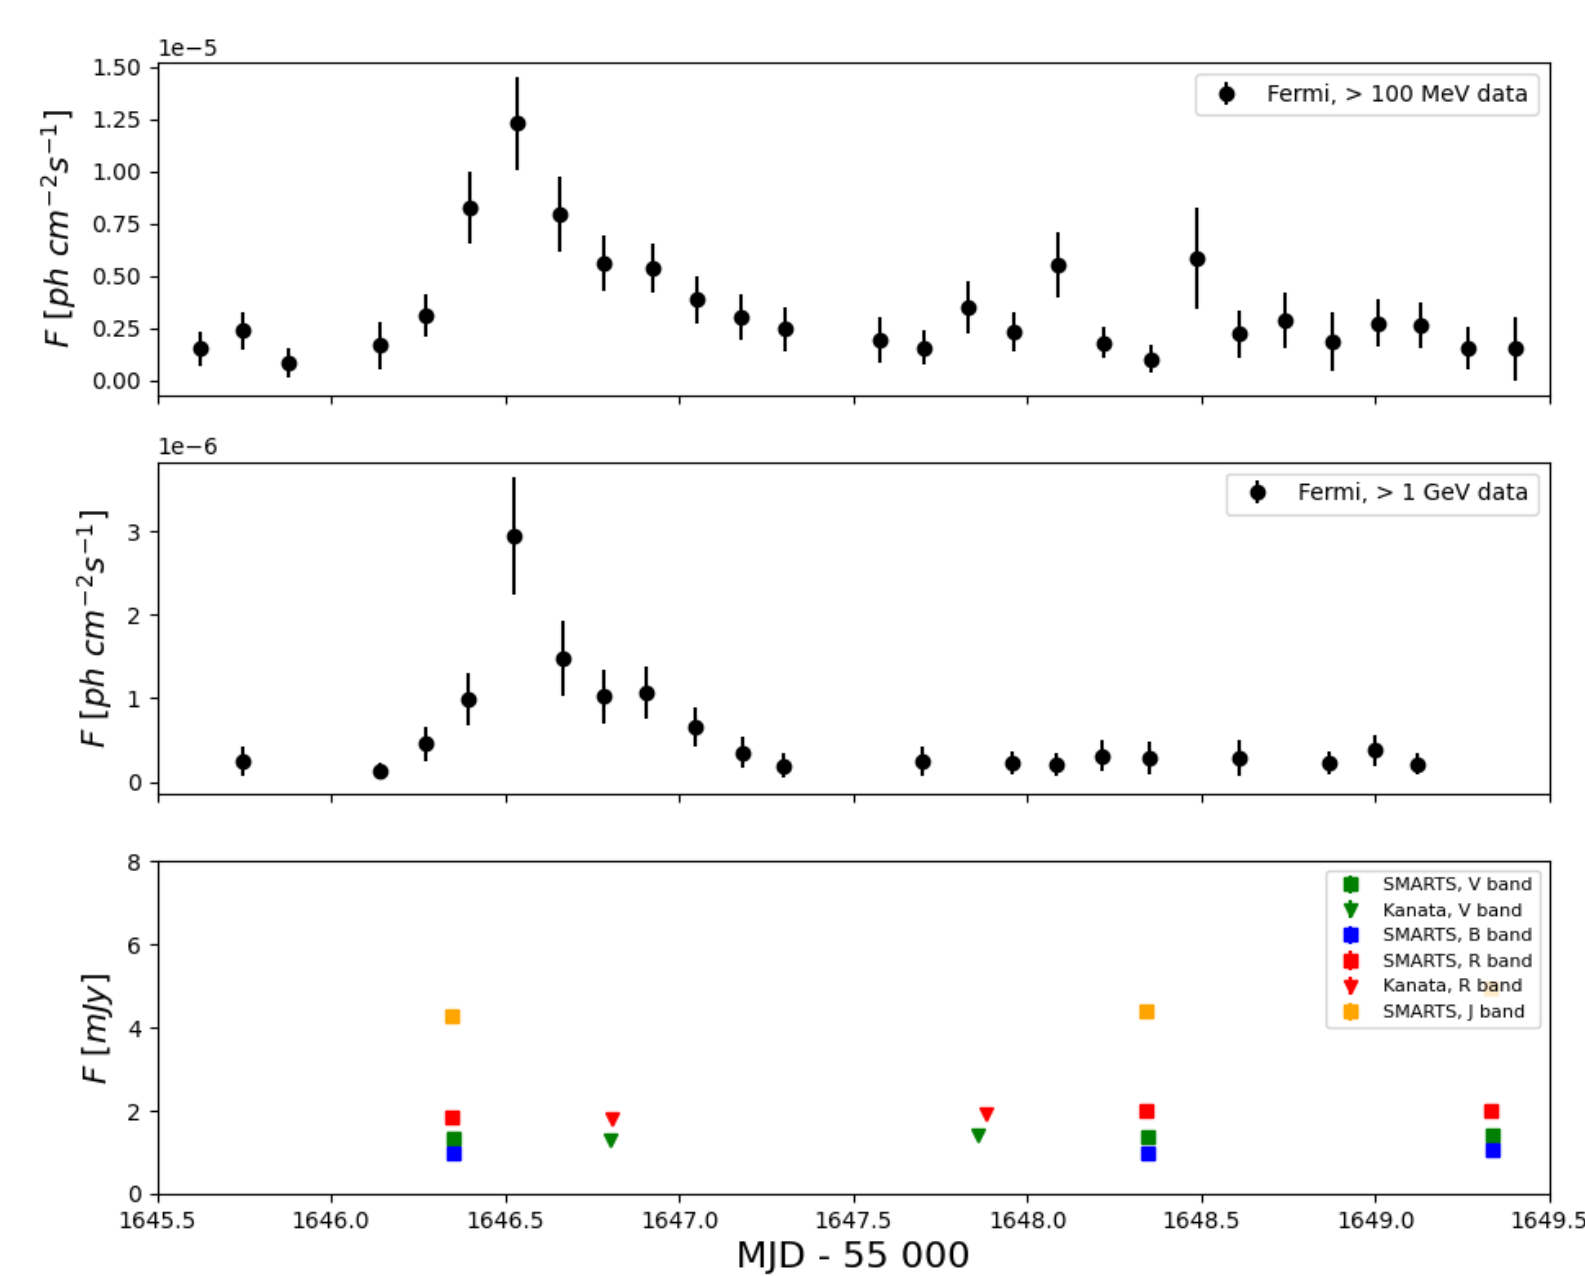 1e−5
F [ph cm⁻²s⁻¹]
1.50
1.25
1.00
0.75
0.50
0.25
0.00
Fermi, > 100 MeV data
1e−6
F [ph cm⁻²s⁻¹]
3
2
1
0
Fermi, > 1 GeV data
F [mJy]
8
6
4
2
0
SMARTS, V band
Kanata, V band
SMARTS, B band
SMARTS, R band
Kanata, R band
SMARTS, J band
1645.5 1646.0 1646.5 1647.0 1647.5 1648.0 1648.5 1649.0 1649.5
MJD - 55 000